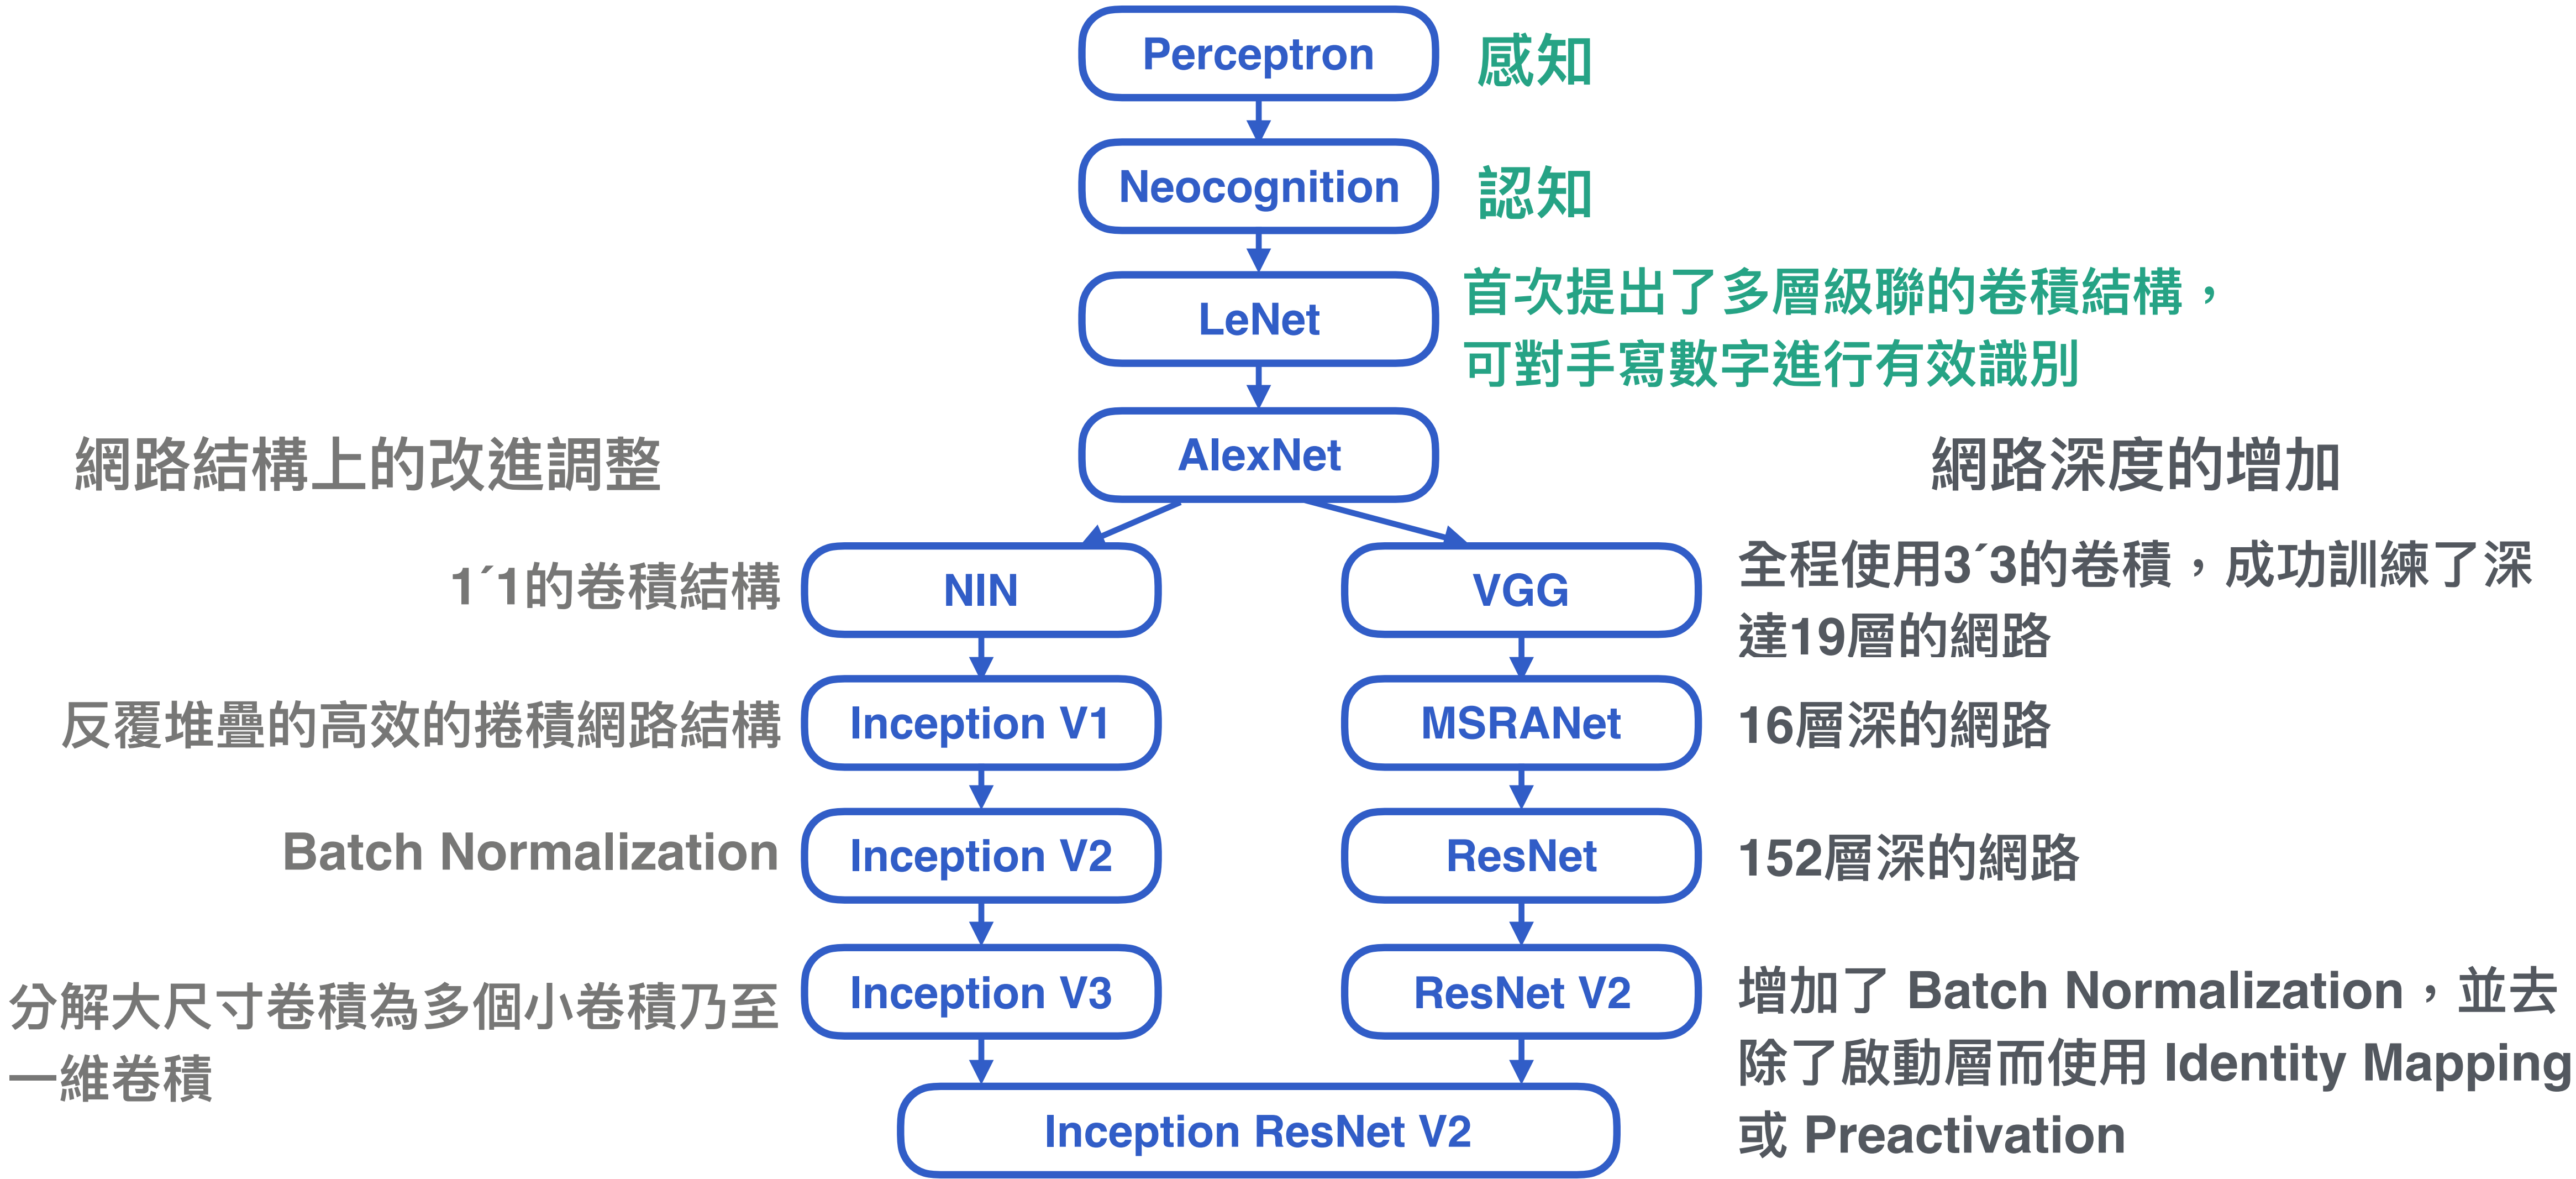 Perceptron
感知
Neocognition
認知
LeNet
首次提出了多層級聯的卷積結構，
可對手寫數字進行有效識別
AlexNet
網路結構上的改進調整
網路深度的增加
1´1的卷積結構
NIN
VGG
全程使用3´3的卷積，成功訓練了深
達19層的網路
反覆堆疊的高效的捲積網路結構
Inception V1
MSRANet
16層深的網路
Batch Normalization
Inception V2
ResNet
152層深的網路
分解大尺寸卷積為多個小卷積乃至
一維卷積
Inception V3
ResNet V2
增加了 Batch Normalization，並去
除了啟動層而使用 Identity Mapping
或 Preactivation
Inception ResNet V2